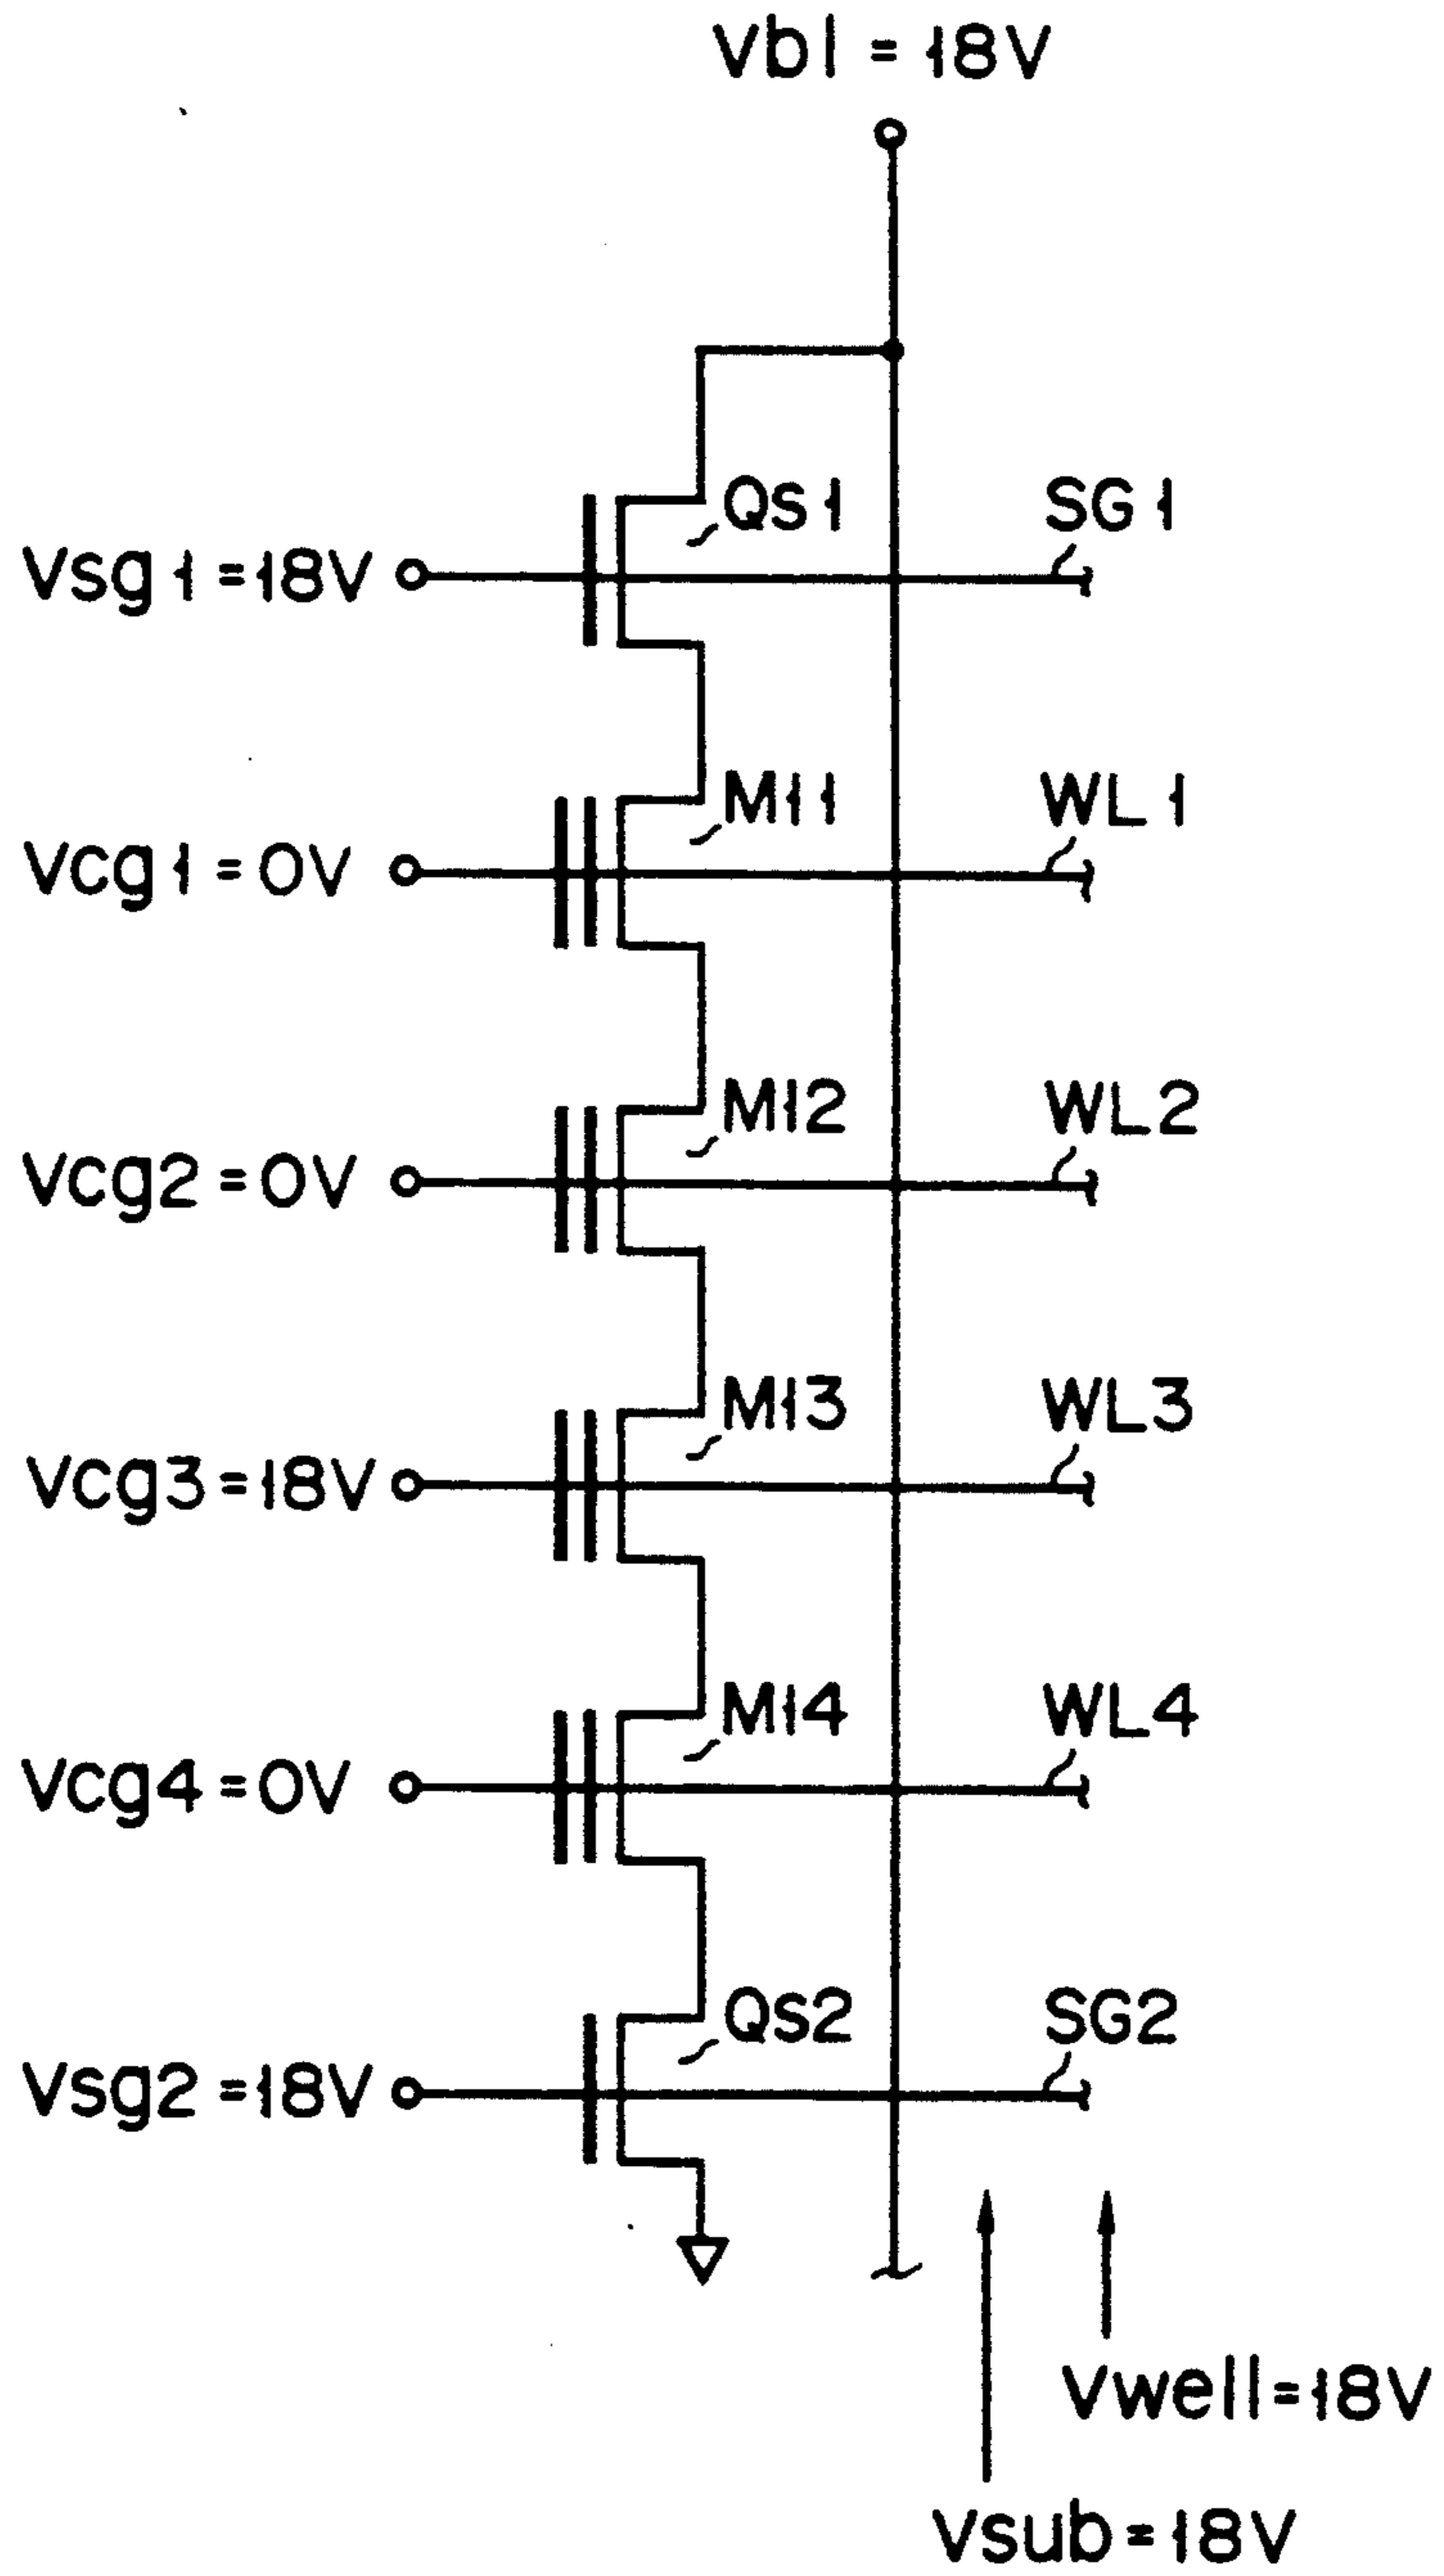 Vbl = 18V
Qs1
SG1
Vsg1 = 18V
M11
WL1
Vcg1 = 0V
M12
WL2
Vcg2 = 0V
M13
WL3
Vcg3 = 18V
M14
WL4
Vcg4 = 0V
QS2
SG2
Vsg2 = 18V
Vwell = 18V
Vsub = 18V